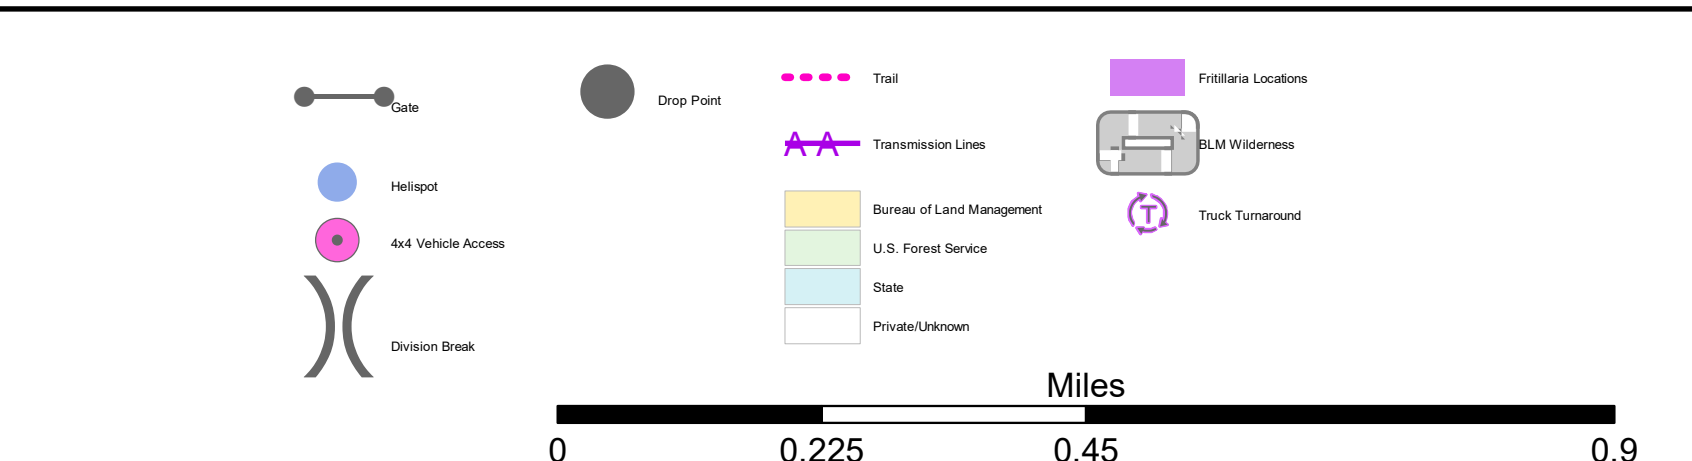 Gate
Helispot
4x4 Vehicle Access
Division Break
Drop Point
Trail
Transmission Lines
Bureau of Land Management
U.S. Forest Service
State
Private/Unknown
Fritillaria Locations
BLM Wilderness
T
Truck Turnaround
Miles
0 0.225 0.45 0.9